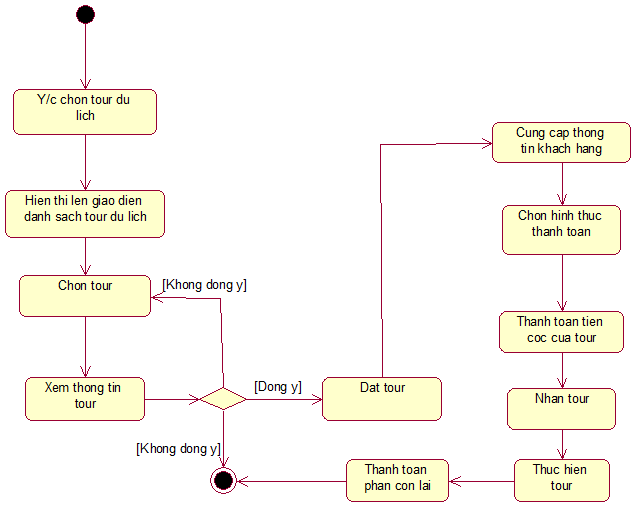 Y/c chon tour du
lich
Hien thi len giao dien
danh sach tour du lich
Chon tour
[Khong dong y]
Xem thong tin
tour
[Dong y]
[Khong dong y]
Dat tour
Cung cap thong
tin khach hang
Chon hinh thuc
thanh toan
Thanh toan tien
coc cua tour
Nhan tour
Thuc hien
tour
Thanh toan
phan con lai